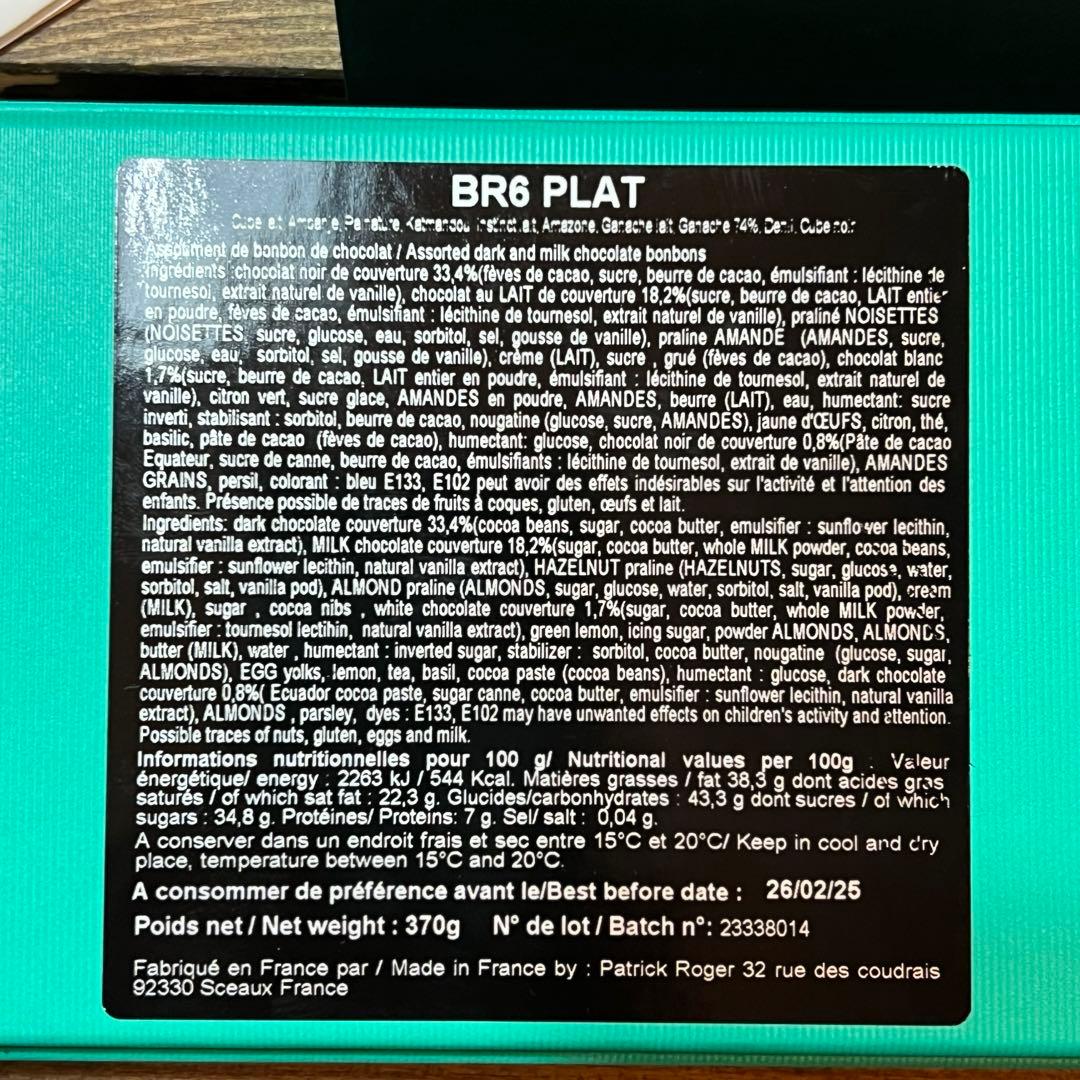 BR6 PLAT
Amazone, Ganache lait, Ganache 74%, Cube noir
Assortiment de bonbon de chocolat / Assorted dark and milk chocolate bonbons
Ingrédients :chocolat noir de couverture 33,4%(fèves de cacao, sucre, beurre de cacao, émulsifiant : lécithine de
tournesol, extrait naturel de vanille), chocolat au LAIT de couverture 18,2%(sucre, beurre de cacao, LAIT entier
en poudre, fèves de cacao, émulsifiant : lécithine de tournesol, extrait naturel de vanille), praliné NOISETTES
(NOISETTES sucre, glucose, eau, sorbitol, sel, gousse de vanille), praline AMANDE (AMANDES, sucre,
glucose, eau, sorbitol, sel, gousse de vanille), crème (LAIT), sucre , grué (fèves de cacao), chocolat blanc
1,7%(sucre, beurre de cacao, LAIT entier en poudre, émulsifiant : lécithine de tournesol, extrait naturel de
vanille), citron vert, sucre glace, AMANDES en poudre, AMANDES, beurre (LAIT), eau, humectant: sucre
inverti, stabilisant : sorbitol, beurre de cacao, nougatine (glucose, sucre, AMANDES), jaune d'ŒUFS, citron, thé,
basilic, pâte de cacao (fèves de cacao), humectant: glucose, chocolat noir de couverture 0,8%(Pâte de cacao
Equateur, sucre de canne, beurre de cacao, émulsifiants : lécithine de tournesol, extrait de vanille), AMANDES
GRAINS, persil, colorant : bleu E133, E102 peut avoir des effets indésirables sur l'activité et l'attention des
enfants. Présence possible de traces de fruits à coques, gluten, œufs et lait.
Ingredients: dark chocolate couverture 33,4%(cocoa beans, sugar, cocoa butter, emulsifier : sunflower lecithin,
natural vanilla extract), MILK chocolate couverture 18,2%(sugar, cocoa butter, whole MILK powder, cocoa beans,
emulsifier : sunflower lecithin, natural vanilla extract), HAZELNUT praline (HAZELNUTS, sugar, glucose, water,
sorbitol, salt, vanilla pod), ALMOND praline (ALMONDS, sugar, glucose, water, sorbitol, salt, vanilla pod), cream
(MILK), sugar , cocoa nibs , white chocolate couverture 1,7%(sugar, cocoa butter, whole MILK powder,
emulsifier : tournesol lectihin, natural vanilla extract), green lemon, icing sugar, powder ALMONDS, ALMONDS,
butter (MILK), water , humectant : inverted sugar, stabilizer : sorbitol, cocoa butter, nougatine (glucose, sugar,
ALMONDS), EGG yolks, lemon, tea, basil, cocoa paste (cocoa beans), humectant : glucose, dark chocolate
couverture 0,8%( Ecuador cocoa paste, sugar canne, cocoa butter, emulsifier : sunflower lecithin, natural vanilla
extract), ALMONDS , parsley, dyes : E133, E102 may have unwanted effects on children's activity and attention.
Possible traces of nuts, gluten, eggs and milk.
Informations nutritionnelles pour 100 g/ Nutritional values per 100g : Valeur
énergétique/ energy : 2263 kJ / 544 Kcal. Matières grasses / fat 38,3 g dont acides gras
saturés / of which sat fat : 22,3 g. Glucides/carbonhydrates : 43,3 g dont sucres / of which
sugars : 34,8 g. Protéines/ Proteins: 7 g. Sel/ salt : 0,04 g.
A conserver dans un endroit frais et sec entre 15°C et 20°C/ Keep in cool and dry
place, temperature between 15°C and 20°C.
A consommer de préférence avant le/Best before date : 26/02/25
Poids net / Net weight : 370g N° de lot / Batch n°: 23338014
Fabriqué en France par / Made in France by : Patrick Roger 32 rue des coudrais
92330 Sceaux France